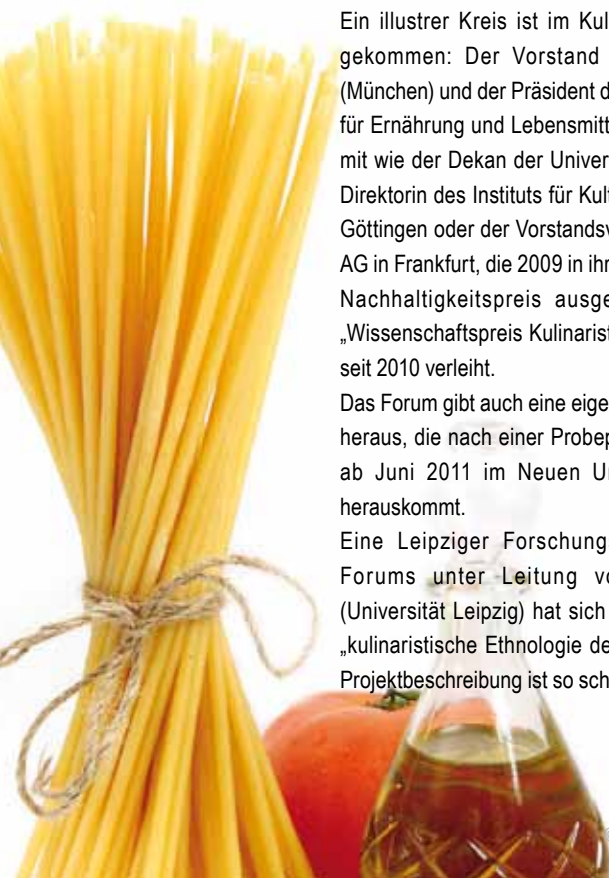 Ein illustrer Kreis ist im Kul
gekommen: Der Vorstand
(München) und der Präsident d
für Ernährung und Lebensmitt
mit wie der Dekan der Univer
Direktorin des Instituts für Kult
Göttingen oder der Vorstandsv
AG in Frankfurt, die 2009 in ihr
Nachhaltigkeitspreis ausge
„Wissenschaftspreis Kulinarist
seit 2010 verleiht.
Das Forum gibt auch eine eige
heraus, die nach einer Probep
ab Juni 2011 im Neuen Um
herauskommt.
Eine Leipziger Forschung
Forums unter Leitung vo
(Universität Leipzig) hat sich
„kulinaristische Ethnologie de
Projektbeschreibung ist so sch